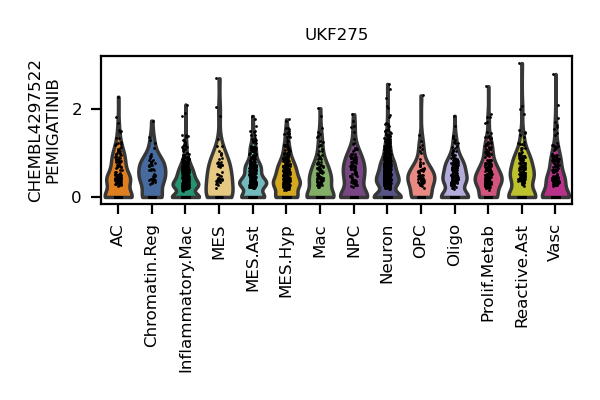 UKF275
CHEMBL4297522
PEMIGATINIB
2
0
AC
Chromatin.Reg
Inflammatory.Mac
MES
MES.Ast
MES.Hyp
Mac
NPC
Neuron
OPC
Oligo
Prolif.Metab
Reactive.Ast
Vasc